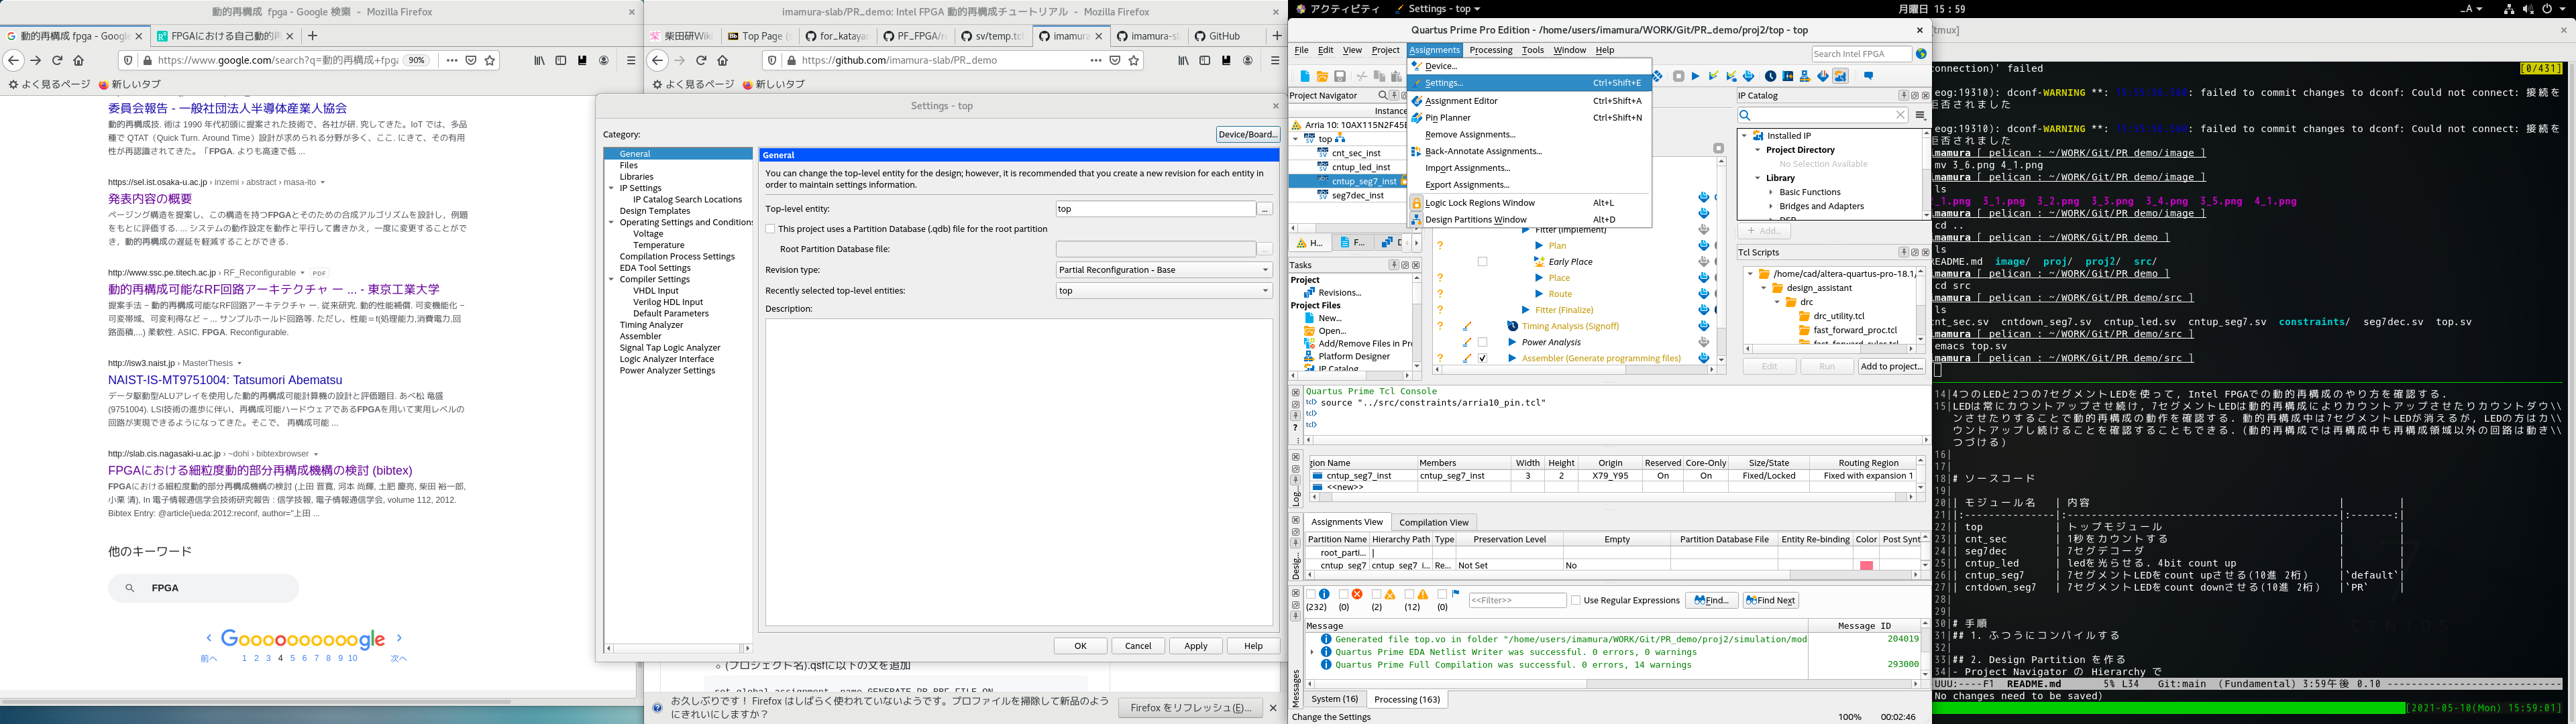 動的再構成 fpga - Google 検索 - Mozilla Firefox
動的再構成 fpga - Google
FPGAにおける自己動的再
https://www.google.com/search?q=動的再構成+fpga
90%
よく見るページ
新しいタブ
委員会報告 - 一般社団法人半導体産業人協会
動的再構成技. 術は 1990 年代初頭に提案された技術で、各社が研. 究してきた。IoT では、多品
種で QTAT（Quick Turn. Around Time）設計が求められる分野が多く、ここ. にきて、その有用
性が再認識されてきた。「FPGA. よりも高速で低 ...
https://sel.ist.osaka-u.ac.jp › inzemi › abstract › masa-ito
発表内容の概要
ページング構造を提案し、この構造を持つFPGAとそのための合成アルゴリズムを設計し，例題
をもとに評価する. ... システムの動作設定を動作と平行して書きかえ，一度に変更することがで
き，動的再構成の遅延を軽減することができる.
http://www.ssc.pe.titech.ac.jp › RF_Reconfigurable PDF
動的再構成可能なRF回路アーキテクチャ ー ... - 東京工業大学
提案手法 − 動的再構成可能なRF回路アーキテクチャ ー. 従来研究. 動的性能補償. 可変機能化 −
可変帯域、可変利得など − ... サンプルホールド回路等. ただし、性能＝f(処理能力,消費電力,回
路面積,...) 柔軟性. ASIC. FPGA. Reconfigurable.
http://isw3.naist.jp › MasterThesis
NAIST-IS-MT9751004: Tatsumori Abematsu
データ駆動型ALUアレイを使用した動的再構成可能計算機の設計と評価題目. あべ松 竜盛
(9751004). LSI技術の進歩に伴い、再構成可能ハードウェアであるFPGAを用いて実用レベルの
回路が実現できるようになってきた。そこで、 再構成可能 ...
http://slab.cis.nagasaki-u.ac.jp › ~dohi › bibtexbrowser
FPGAにおける細粒度動的部分再構成機構の検討 (bibtex)
FPGAにおける細粒度動的部分再構成機構の検討 (上田 晋寛, 河本 尚輝, 土肥 慶亮, 柴田 裕一郎,
小栗 清), In 電子情報通信学会技術研究報告 : 信学技報, 電子情報通信学会, volume 112, 2012.
Bibtex Entry: @article{ueda:2012:reconf, author="上田 ...
他のキーワード
FPGA
Goooooooooogle
前へ 1 2 3 4 5 6 7 8 9 10 次へ
imamura-slab/PR_demo: Intel FPGA 動的再構成チュートリアル - Mozilla Firefox
柴田研Wiki
Top Page (
for_katayam
PF_FPGA/re
sv/temp.tcl
imamura
imamura-sl
GitHub
https://github.com/imamura-slab/PR_demo
よく見るページ
新しいタブ
Settings - top
Category:
Device/Board...
General
Files
Libraries
IP Settings
IP Catalog Search Locations
Design Templates
Operating Settings and Conditions
Voltage
Temperature
Compilation Process Settings
EDA Tool Settings
Compiler Settings
VHDL Input
Verilog HDL Input
Default Parameters
Timing Analyzer
Assembler
Signal Tap Logic Analyzer
Logic Analyzer Interface
Power Analyzer Settings
General
You can change the top-level entity for the design; however, it is recommended that you create a new revision for each entity in
order to maintain settings information.
Top-level entity: top ...
This project uses a Partition Database (.qdb) file for the root partition
Root Partition Database file:
Revision type: Partial Reconfiguration - Base
Recently selected top-level entities: top
Description:
OK Cancel Apply Help
(プロジェクト名).qsfに以下の文を追加
set_global_assignment -name GENERATE_PR_RBF_FILE ON
お久しぶりです！ Firefox はしばらく使われていないようです。プロファイルを掃除して新品のよう
にきれいにしますか？
Firefox をリフレッシュ(E)...
アクティビティ
Settings - top
月曜日 15：59
Quartus Prime Pro Edition - /home/users/imamura/WORK/Git/PR_demo/proj2/top - top
File Edit View Project Assignments Processing Tools Window Help
Search Intel FPGA
Device...
Settings... Ctrl+Shift+E
Assignment Editor Ctrl+Shift+A
Pin Planner Ctrl+Shift+N
Remove Assignments...
Back-Annotate Assignments...
Import Assignments...
Export Assignments...
Logic Lock Regions Window Alt+L
Design Partitions Window Alt+D
Project Navigator
Instance
Arria 10: 10AX115N2F45E
top
cnt_sec_inst
cntup_led_inst
cntup_seg7_inst
seg7dec_inst
H... F... D
Tasks
Project
Revisions...
Project Files
New...
Open...
Add/Remove Files in Pro
Platform Designer
IP Catalog
Fitter (Implement)
Plan
Early Place
Place
Route
Fitter (Finalize)
Timing Analysis (Signoff)
Power Analysis
Assembler (Generate programming files)
IP Catalog
Installed IP
Project Directory
No Selection Available
Library
Basic Functions
Bridges and Adapters
DSP
Add...
Tcl Scripts
/home/cad/altera-quartus-pro-18.1/
design_assistant
drc
drc_utility.tcl
fast_forward_proc.tcl
fast_forward_rules.tcl
Edit Run Add to project...
Quartus Prime Tcl Console
tcl> source "../src/constraints/arria10_pin.tcl"
tcl>
tcl>
gion Name Members Width Height Origin Reserved Core-Only Size/State Routing Region
cntup_seg7_inst cntup_seg7_inst 3 2 X79_Y95 On On Fixed/Locked Fixed with expansion 1
<<new>>
Log...
Assignments View
Compilation View
Partition Name Hierarchy Path Type Preservation Level Empty Partition Database File Entity Re-binding Color Post Synt
root_parti... |
cntup_seg7 cntup_seg7_i... Re... Not Set No
Desig...
(232) (0) (2) (12) (0)
<<Filter>>
Use Regular Expressions
Find...
Find Next
Message Message ID
Generated file top.vo in folder "/home/users/imamura/WORK/Git/PR_demo/proj2/simulation/mod 204019
Quartus Prime EDA Netlist Writer was successful. 0 errors, 0 warnings
Quartus Prime Full Compilation was successful. 0 errors, 14 warnings 293000
Messages
System (16) Processing (163)
Change the Settings
100% 00:02:46
_A
tmux]
onnection)' failed
[0/431]
eog:19310): dconf-WARNING **: : failed to commit changes to dconf: Could not connect: 接続を
拒否されました
eog:19310): dconf-WARNING **: : failed to commit changes to dconf: Could not connect: 接続を
拒否されました
imamura [ pelican : ~/WORK/Git/PR_demo/image ]
mv 3_6.png 4_1.png
imamura [ pelican : ~/WORK/Git/PR_demo/image ]
ls
_1.png 3_1.png 3_2.png 3_3.png 3_4.png 3_5.png 4_1.png
imamura [ pelican : ~/WORK/Git/PR_demo/image ]
cd ..
imamura [ pelican : ~/WORK/Git/PR_demo ]
ls
README.md image/ proj/ proj2/ src/
imamura [ pelican : ~/WORK/Git/PR_demo ]
cd src
imamura [ pelican : ~/WORK/Git/PR_demo/src ]
ls
cnt_sec.sv cntdown_seg7.sv cntup_led.sv cntup_seg7.sv constraints/ seg7dec.sv top.sv
imamura [ pelican : ~/WORK/Git/PR_demo/src ]
emacs top.sv
imamura [ pelican : ~/WORK/Git/PR_demo/src ]
14|4つのLEDと2つの7セグメントLEDを使って, Intel FPGAでの動的再構成のやり方を確認する.
15|LEDは常にカウントアップさせ続け, 7セグメントLEDは動的再構成によりカウントアップさせたりカウントダウ\\
ンさせたりすることで動的再構成の動作を確認する. 動的再構成中は7セグメントLEDが消えるが, LEDの方はカ\\
ウントアップし続けることを確認することもできる. (動的再構成では再構成中も再構成領域以外の回路は動き\\
つづける)
16|
17|
18|# ソースコード
19|
20|| モジュール名 | 内容 | |
21||:---------------|:---------------------------------------------|:-------:|
22|| top | トップモジュール | |
23|| cnt_sec | 1秒をカウントする | |
24|| seg7dec | 7セグデコーダ | |
25|| cntup_led | ledを光らせる. 4bit count up | |
26|| cntup_seg7 | 7セグメントLEDをcount upさせる(10進 2桁) |`default`|
27|| cntdown_seg7 | 7セグメントLEDをcount downさせる(10進 2桁) |`PR` |
28|
29|
30|# 手順
31|## 1. ふつうにコンパイルする
32|
33|## 2. Design Partition を作る
34|- Project Navigator の Hierarchy で
UUU:----F1 README.md 5% L34 Git:main (Fundamental) 3:59午後 0.10
No changes need to be saved)
[2021-05-10(Mon) 15:59:01]